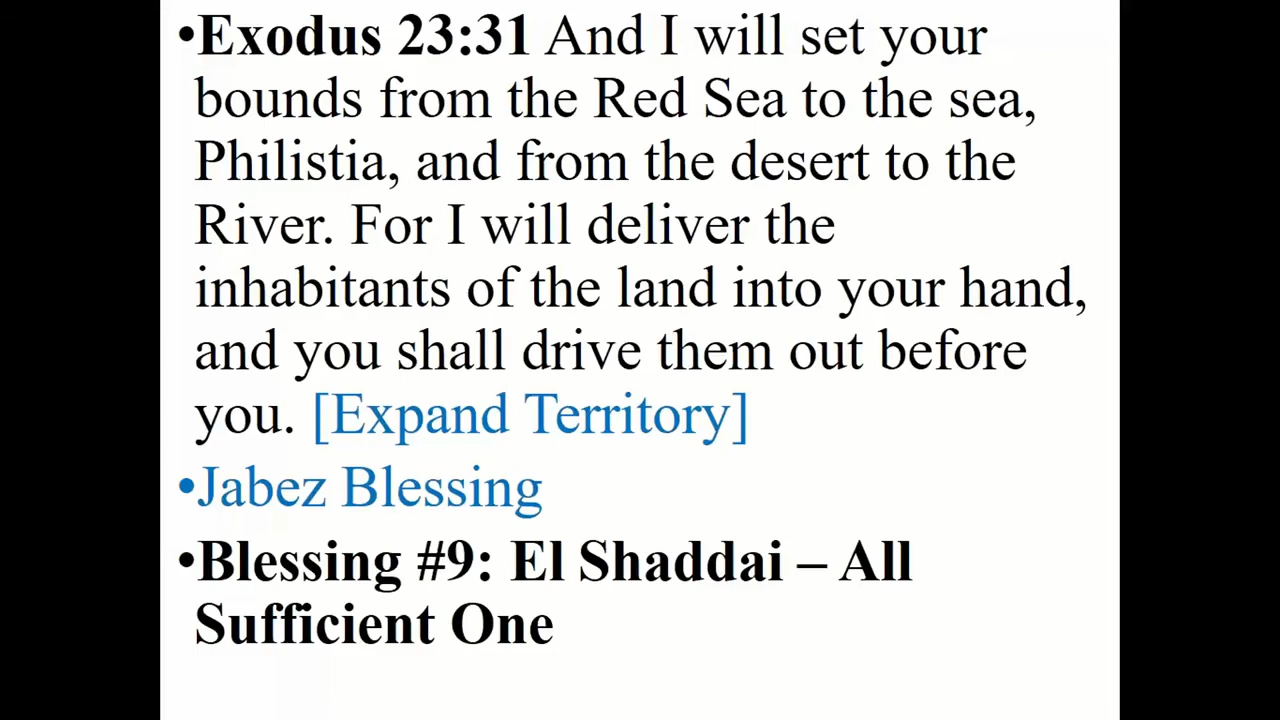 •Exodus 23:31 And I will set your
bounds from the Red Sea to the sea,
Philistia, and from the desert to the
River. For I will deliver the
inhabitants of the land into your hand,
and you shall drive them out before
you. [Expand Territory]
•Jabez Blessing
•Blessing #9: El Shaddai – All
Sufficient One